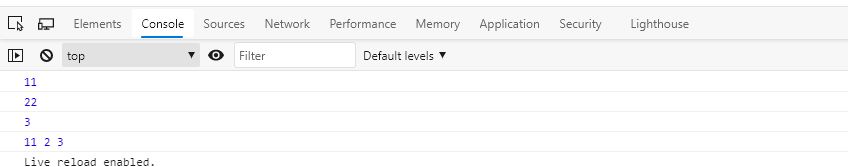 Elements Console Sources Network Performance Memory Application Security Lighthouse
top Filter Default levels
11
22
3
11 2 3
Live reload enabled.